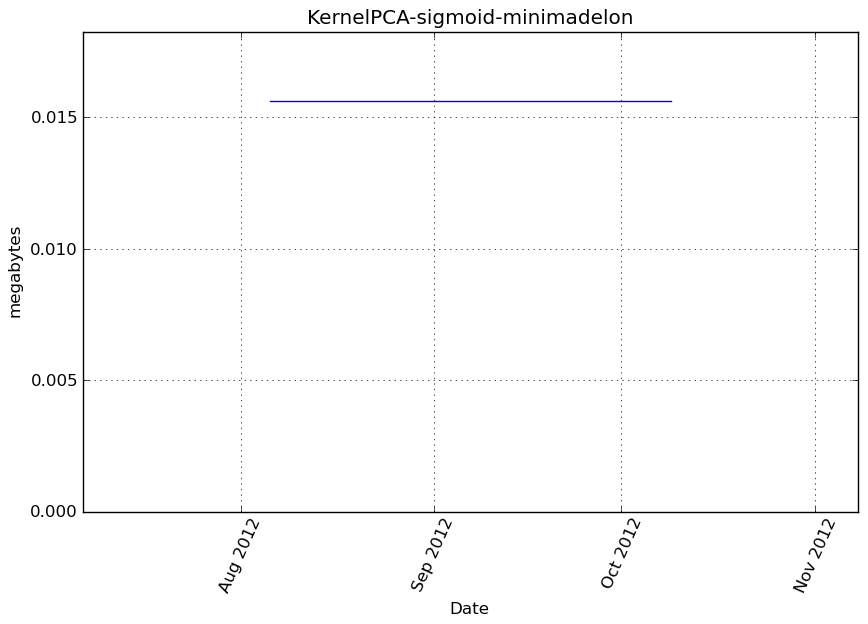 KernelPCA-sigmoid-minimadelon
0.015
0.010
0.005
0.000
megabytes
Aug 2012
Sep 2012
Oct 2012
Nov 2012
Date